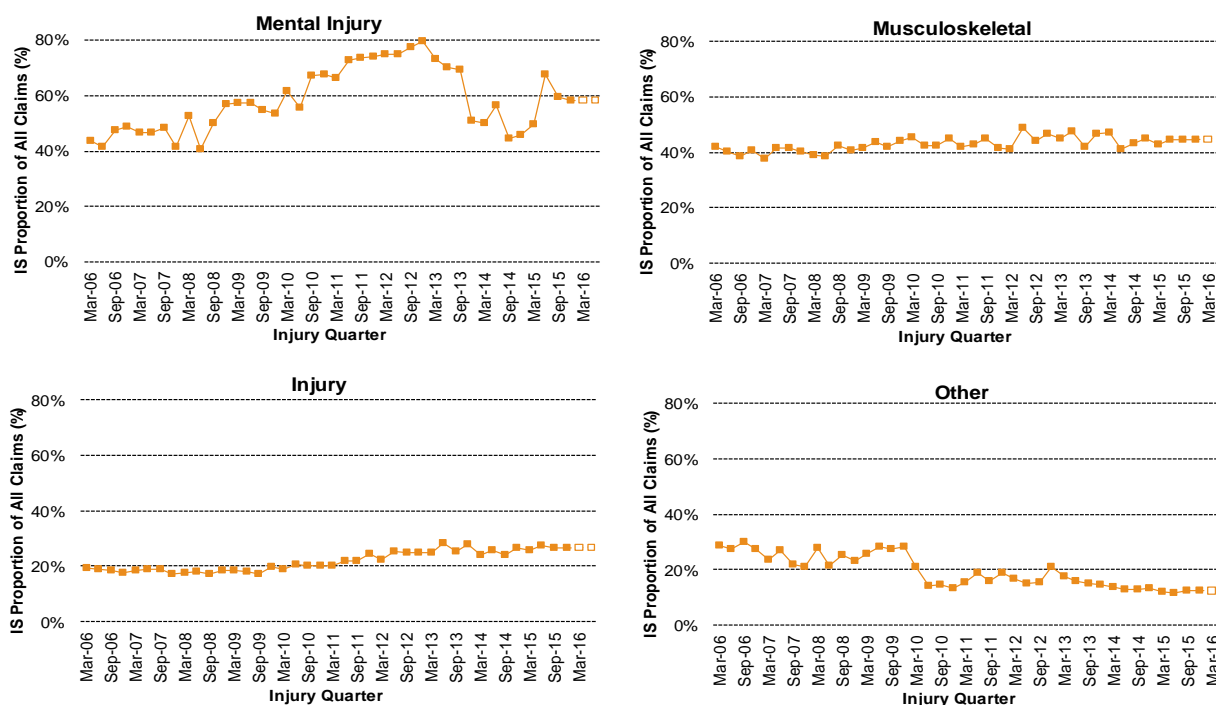 Mental Injury
IS Proportion of All Claims (%)
80%
60%
40%
20%
0%
Mar-06
Sep-06
Mar-07
Sep-07
Mar-08
Sep-08
Mar-09
Sep-09
Mar-10
Sep-10
Mar-11
Sep-11
Mar-12
Sep-12
Mar-13
Sep-13
Mar-14
Sep-14
Mar-15
Sep-15
Mar-16
Injury Quarter
Musculoskeletal
IS Proportion of All Claims (%)
80%
60%
40%
20%
0%
Mar-06
Sep-06
Mar-07
Sep-07
Mar-08
Sep-08
Mar-09
Sep-09
Mar-10
Sep-10
Mar-11
Sep-11
Mar-12
Sep-12
Mar-13
Sep-13
Mar-14
Sep-14
Mar-15
Sep-15
Mar-16
Injury Quarter
Injury
IS Proportion of All Claims (%)
80%
60%
40%
20%
0%
Mar-06
Sep-06
Mar-07
Sep-07
Mar-08
Sep-08
Mar-09
Sep-09
Mar-10
Sep-10
Mar-11
Sep-11
Mar-12
Sep-12
Mar-13
Sep-13
Mar-14
Sep-14
Mar-15
Sep-15
Mar-16
Injury Quarter
Other
IS Proportion of All Claims (%)
80%
60%
40%
20%
0%
Mar-06
Sep-06
Mar-07
Sep-07
Mar-08
Sep-08
Mar-09
Sep-09
Mar-10
Sep-10
Mar-11
Sep-11
Mar-12
Sep-12
Mar-13
Sep-13
Mar-14
Sep-14
Mar-15
Sep-15
Mar-16
Injury Quarter